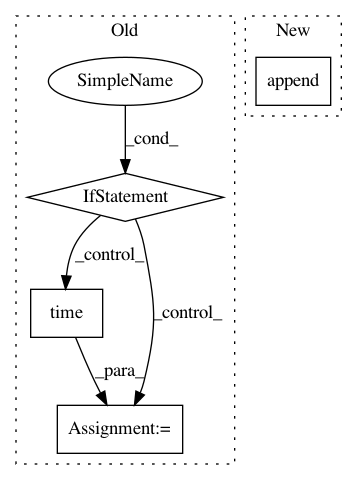 Old
New
SimpleName
append
_cond_
IfStatement
_control_
_control_
time
_para_
Assignment:=